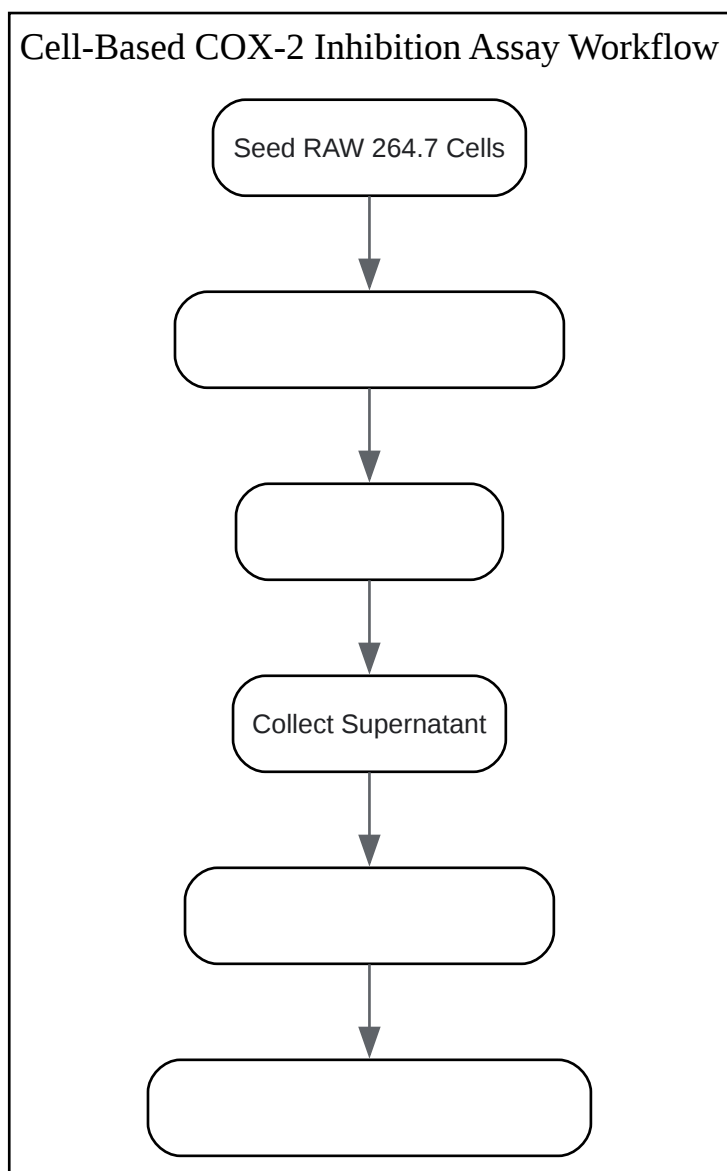 Cell-Based COX-2 Inhibition Assay Workflow
Seed RAW 264.7 Cells
Collect Supernatant